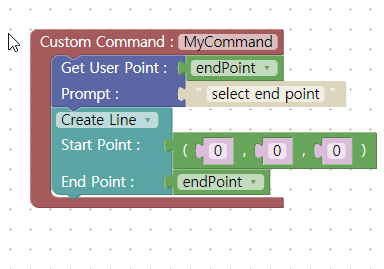 Custom Command : MyCommand
Get User Point : endPoint
Prompt : " select end point "
Create Line
Start Point : ( 0 , 0 , 0 )
End Point : endPoint